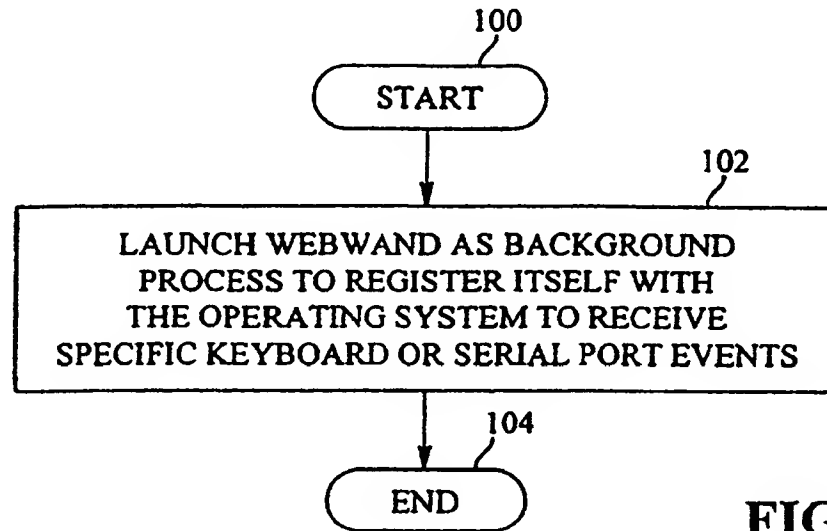 100
START
102
LAUNCH WEBWAND AS BACKGROUND
PROCESS TO REGISTER ITSELF WITH
THE OPERATING SYSTEM TO RECEIVE
SPECIFIC KEYBOARD OR SERIAL PORT EVENTS
104
END
FIG